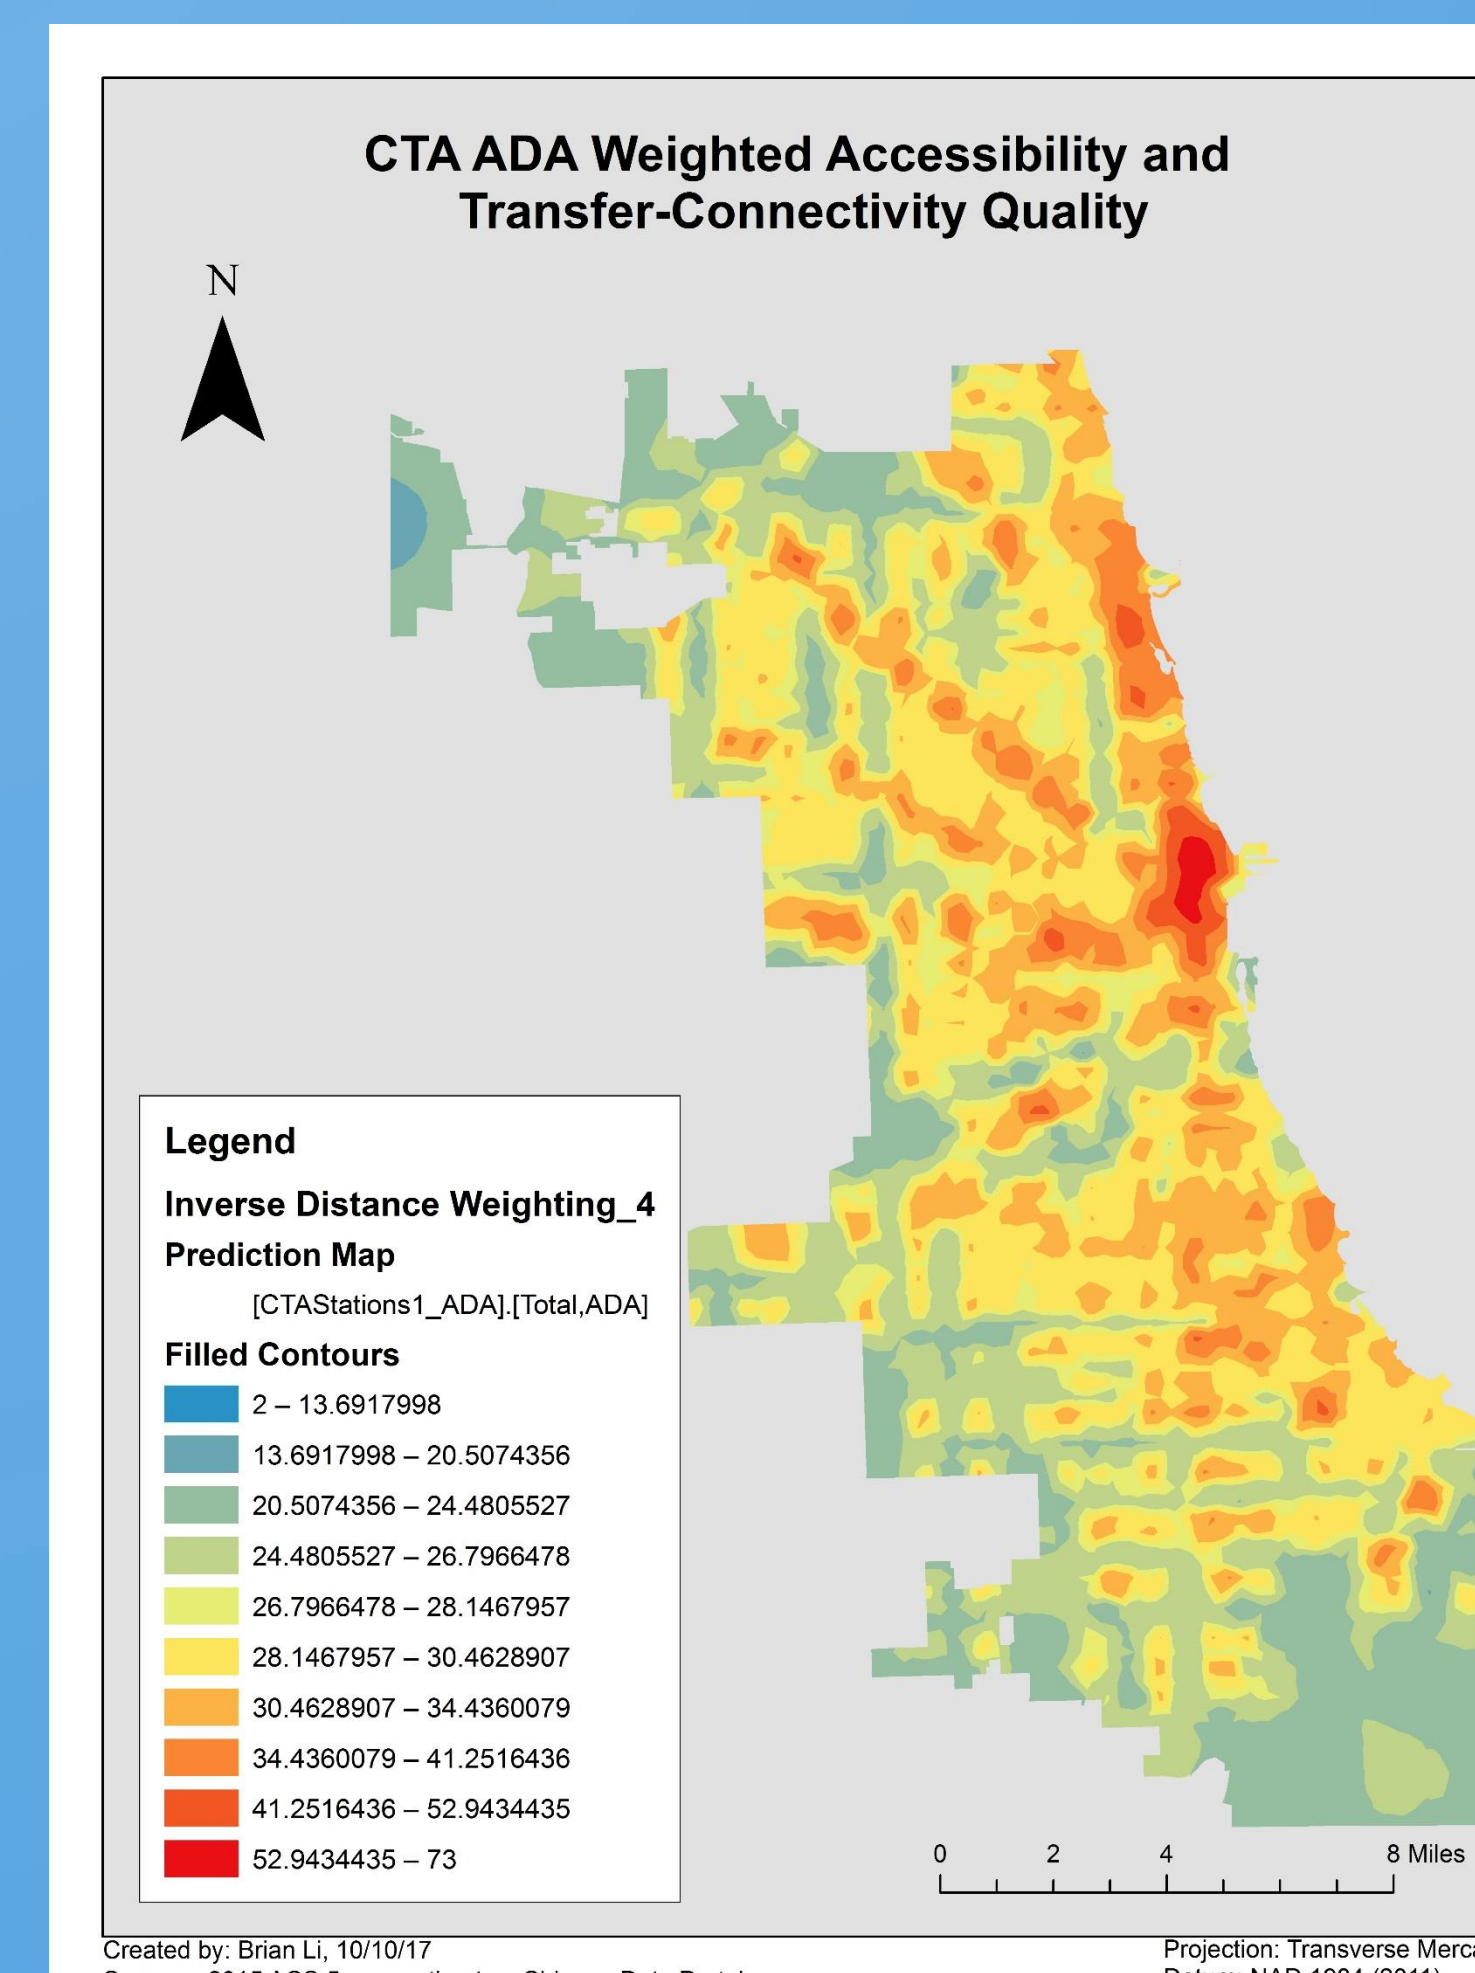 CTA ADA Weighted Accessibility and
Transfer-Connectivity Quality
N
Legend
Inverse Distance Weighting_4
Prediction Map
[CTAStations1_ADA].[Total,ADA]
Filled Contours
2 – 13.6917998
13.6917998 – 20.5074356
20.5074356 – 24.4805527
24.4805527 – 26.7966478
26.7966478 – 28.1467957
28.1467957 – 30.4628907
30.4628907 – 34.4360079
34.4360079 – 41.2516436
41.2516436 – 52.9434435
52.9434435 – 73
0 2 4 8 Miles
Created by: Brian Li, 10/10/17
Projection: Transverse Merca